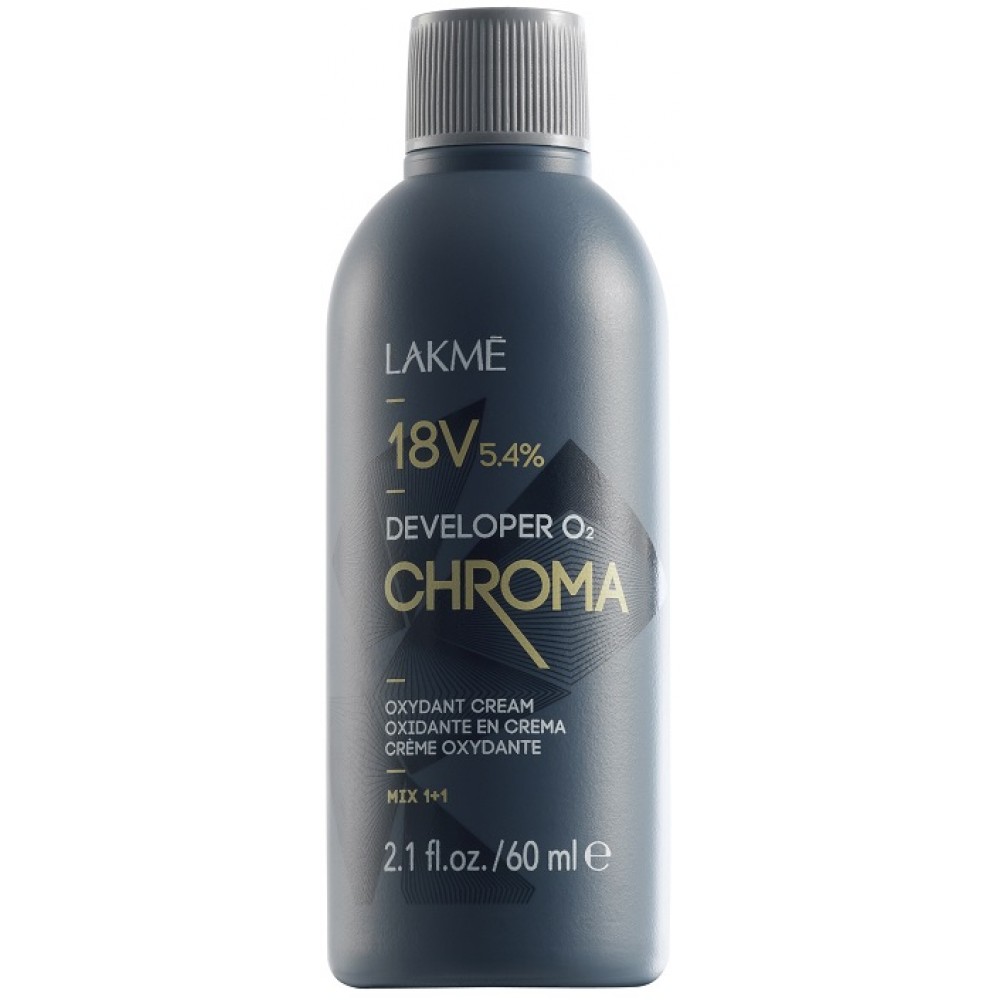 LAKMĒ
18V 5.4%
DEVELOPER O₂
CHROMA
OXYDANT CREAM
OXIDANTE EN CREMA
CRÈME OXYDANTE
MIX 1+1
2.1 fl.oz./60 ml ℮